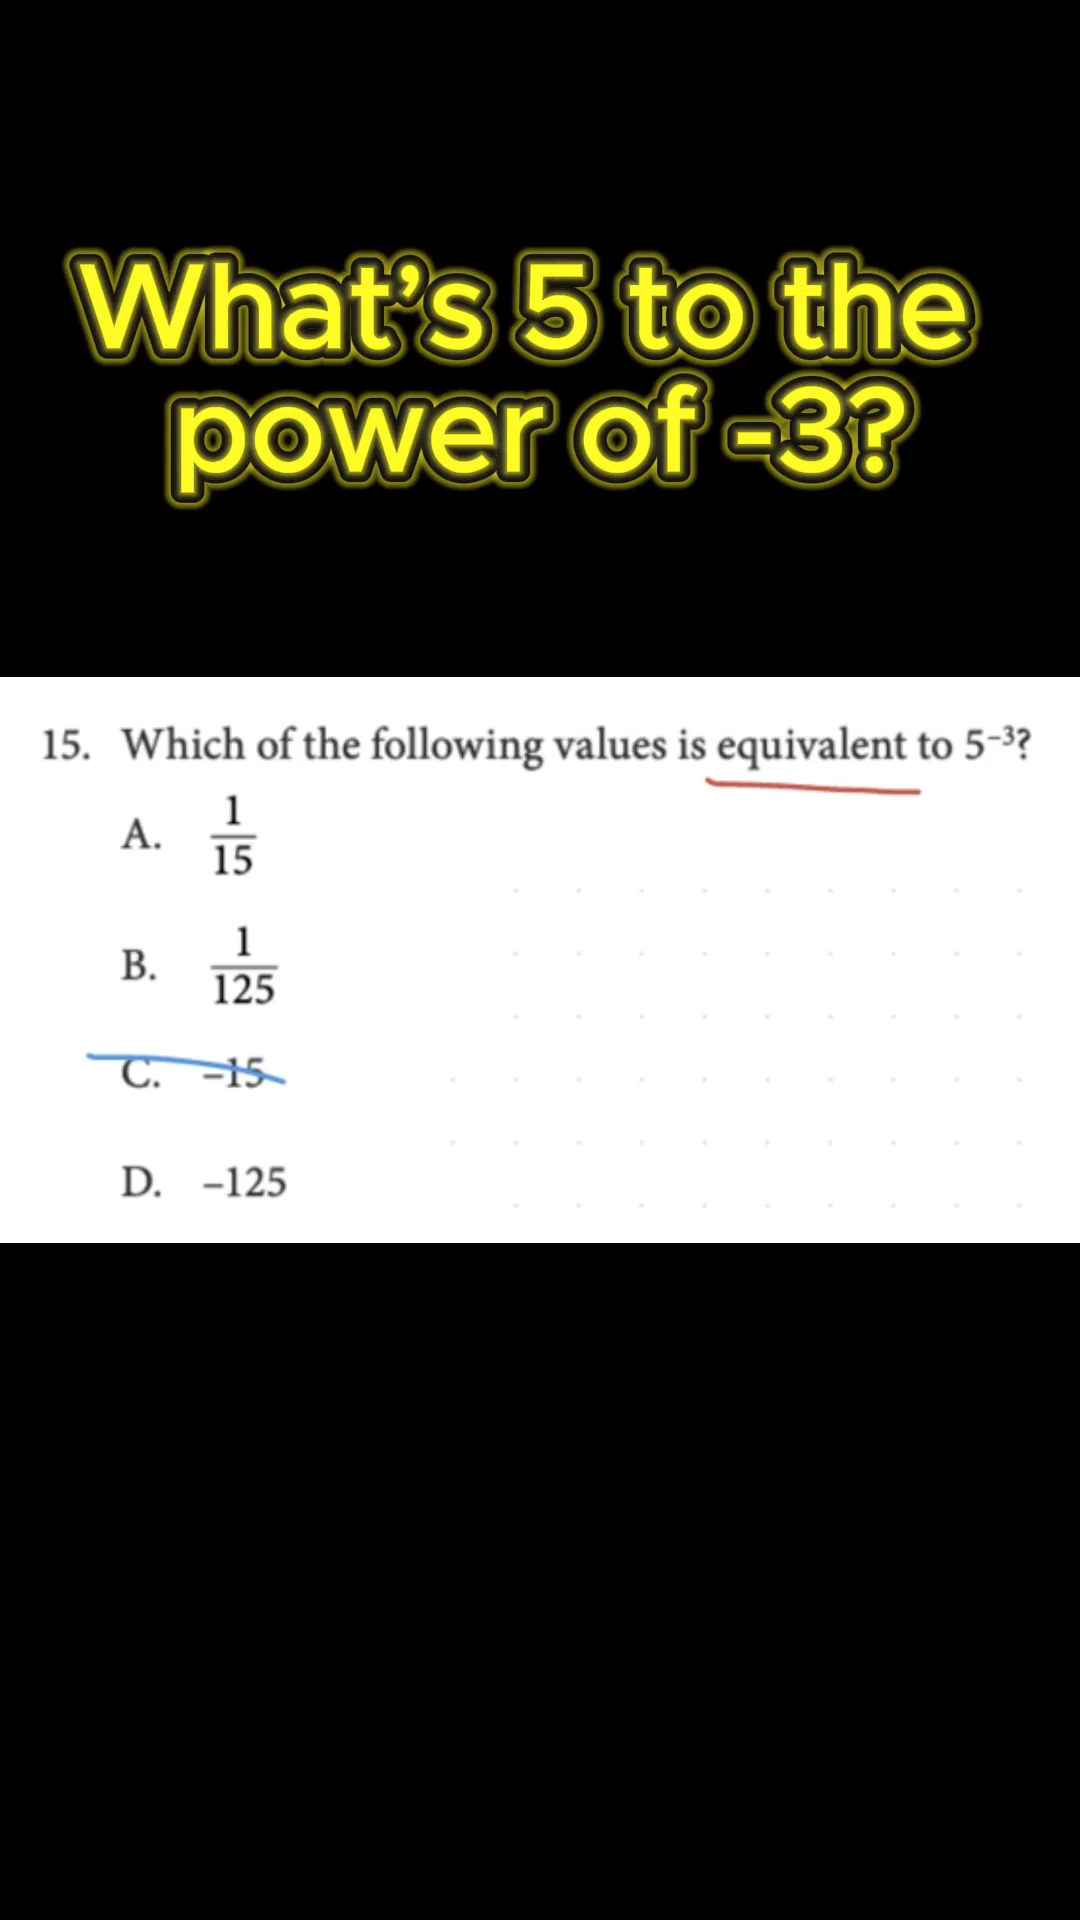 What’s 5 to the
power of -3?
15. Which of the following values is equivalent to 5⁻³?
A. 1/15
B. 1/125
C. –15
D. –125